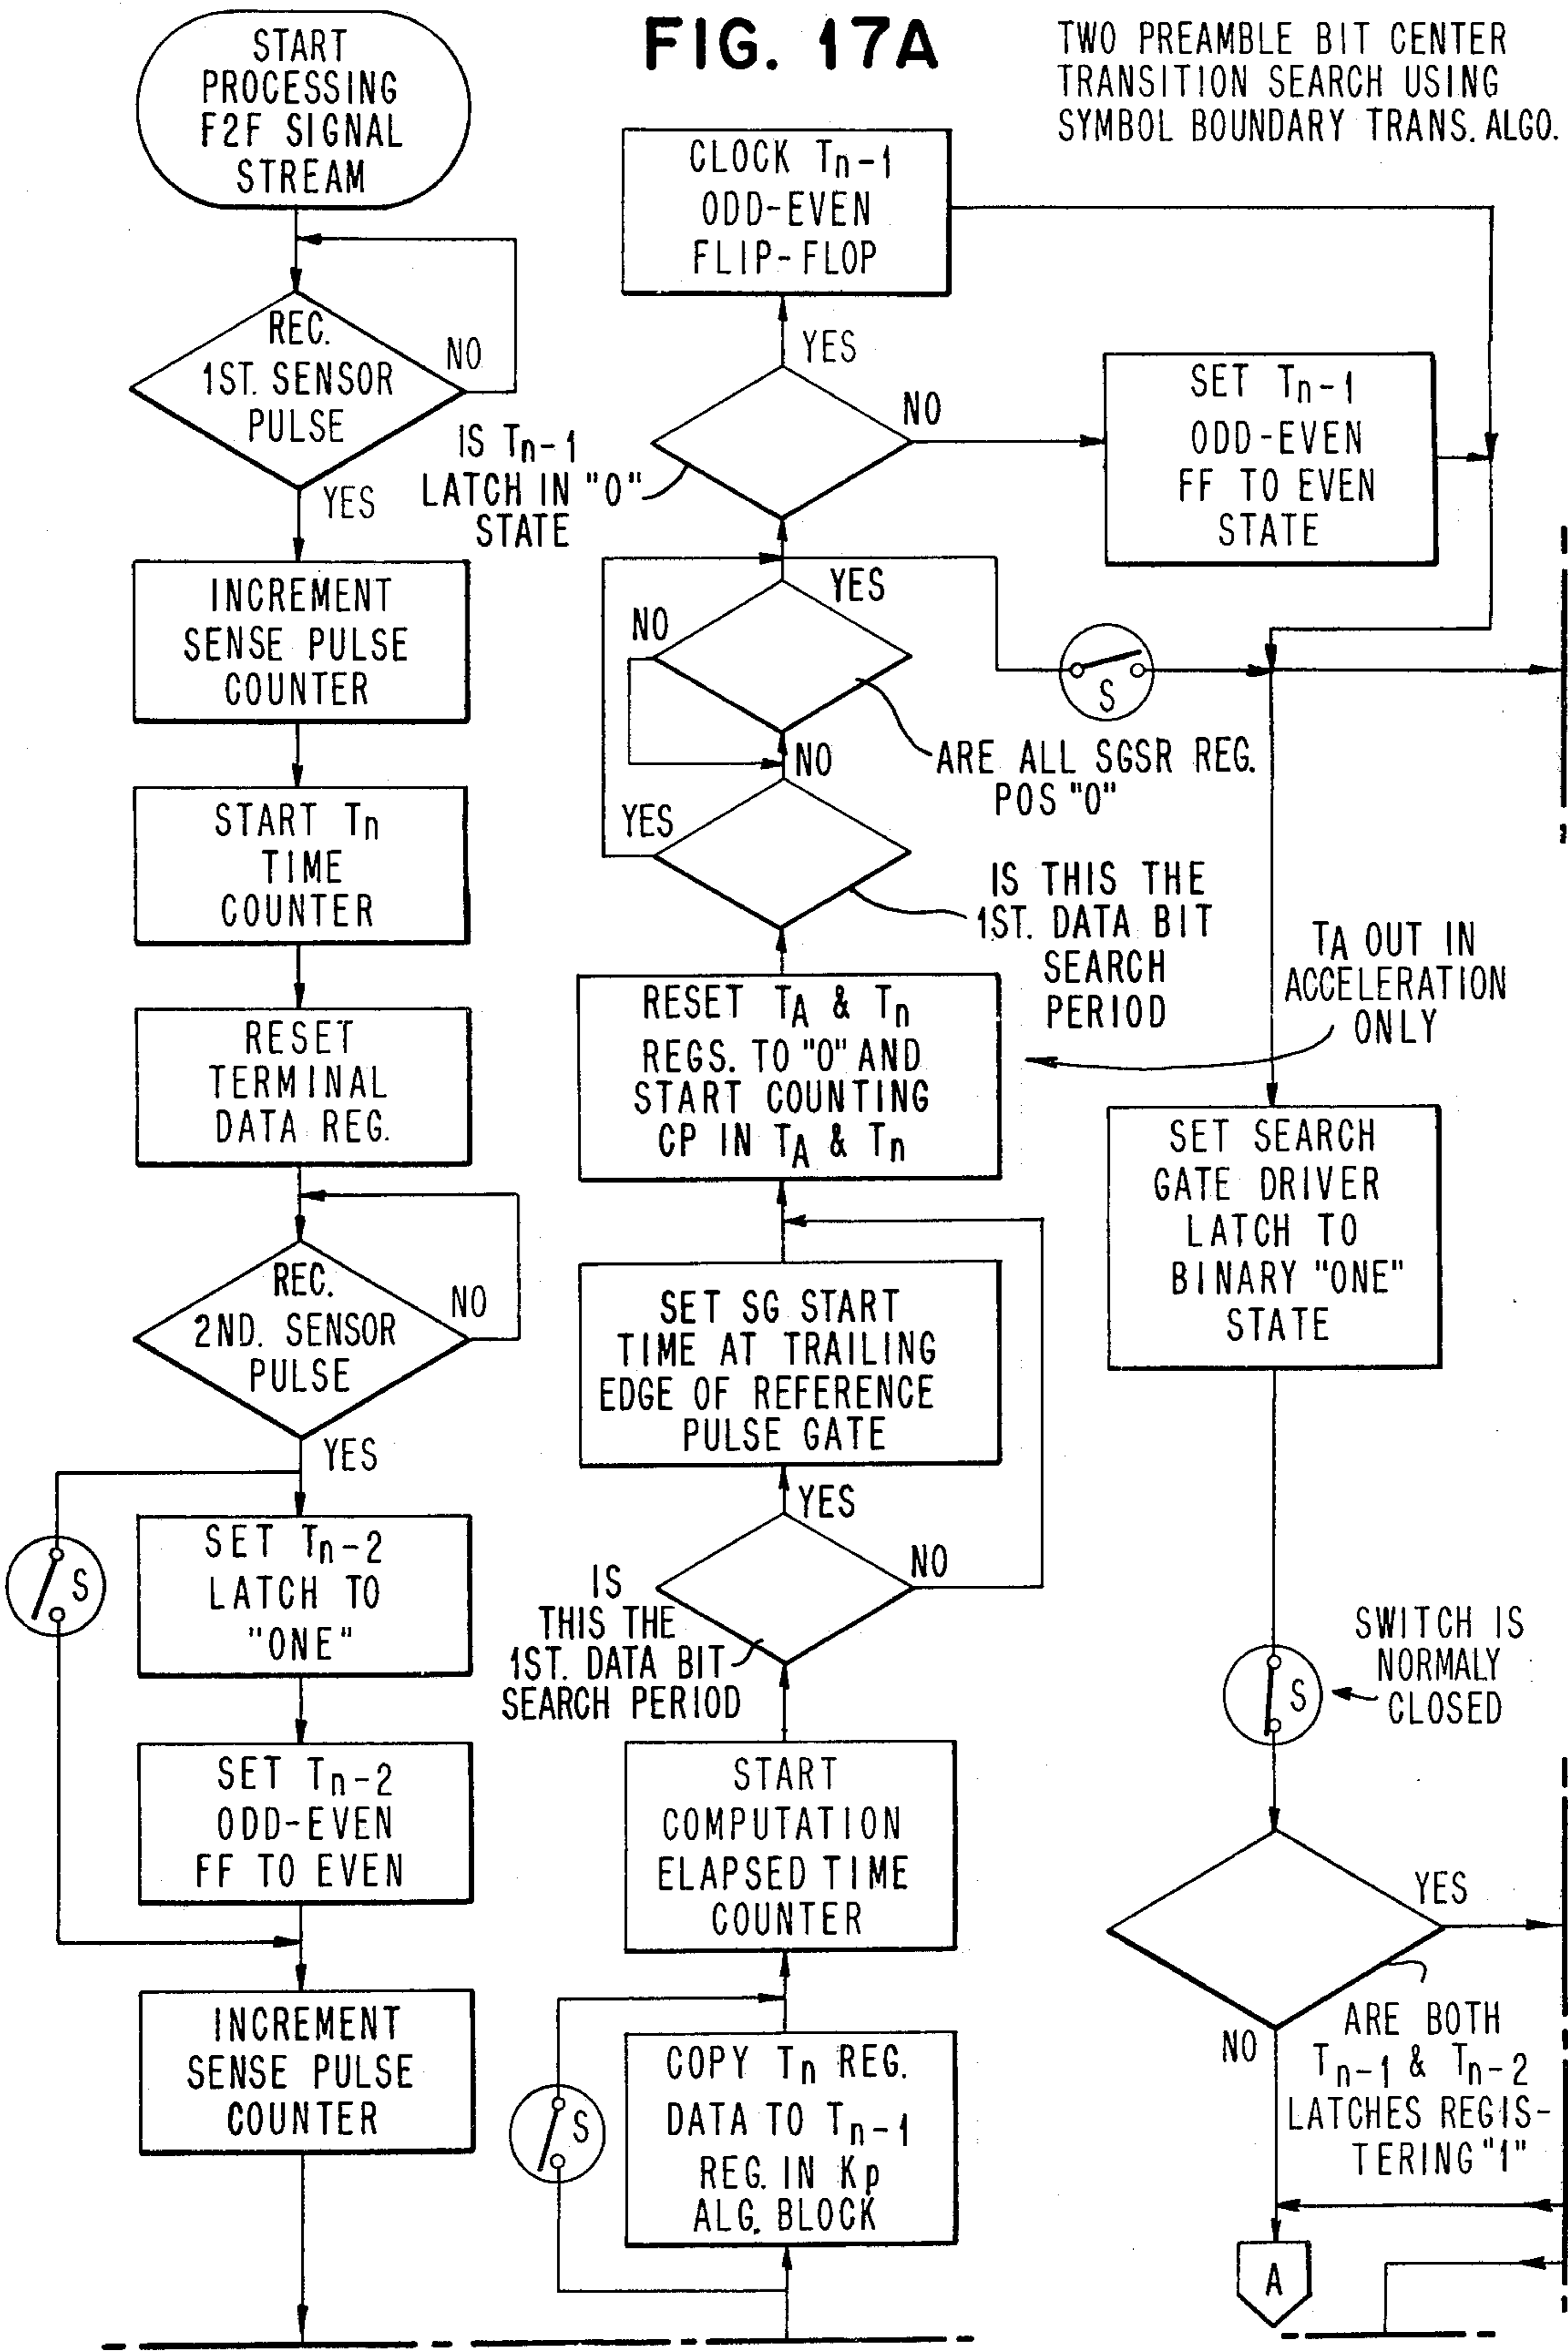 FIG. 17A
TWO PREAMBLE BIT CENTER
TRANSITION SEARCH USING
SYMBOL BOUNDARY TRANS. ALGO.
START
PROCESSING
F2F SIGNAL
STREAM
REC.
1ST. SENSOR
PULSE
NO
YES
INCREMENT
SENSE PULSE
COUNTER
START Tn
TIME
COUNTER
RESET
TERMINAL
DATA REG.
REC.
2ND. SENSOR
PULSE
NO
YES
S
SET Tn-2
LATCH TO
"ONE"
SET Tn-2
ODD-EVEN
FF TO EVEN
INCREMENT
SENSE PULSE
COUNTER
CLOCK Tn-1
ODD-EVEN
FLIP-FLOP
YES
NO
IS Tn-1
LATCH IN "0"
STATE
SET Tn-1
ODD-EVEN
FF TO EVEN
STATE
YES
NO
S
ARE ALL SGSR REG.
POS "0"
NO
YES
IS THIS THE
1ST. DATA BIT
SEARCH
PERIOD
RESET TA & Tn
REGS. TO "0" AND
START COUNTING
CP IN TA & Tn
TA OUT IN
ACCELERATION
ONLY
SET SG START
TIME AT TRAILING
EDGE OF REFERENCE
PULSE GATE
YES
NO
IS
THIS THE
1ST. DATA BIT
SEARCH PERIOD
START
COMPUTATION
ELAPSED TIME
COUNTER
S
COPY Tn REG.
DATA TO Tn-1
REG. IN Kp
ALG. BLOCK
SET SEARCH
GATE DRIVER
LATCH TO
BINARY "ONE"
STATE
S
SWITCH IS
NORMALY
CLOSED
YES
NO
ARE BOTH
Tn-1 & Tn-2
LATCHES REGIS-
TERING "1"
A